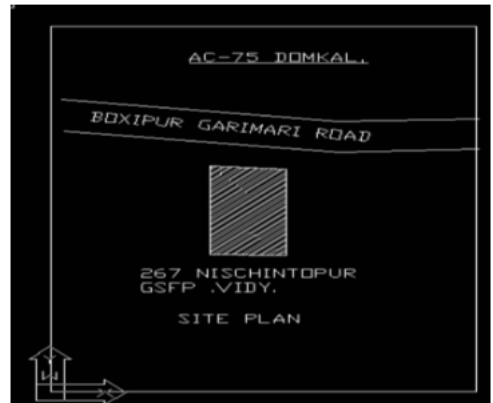 AC-75 DOMKAL.
BOXIPUR GARIMARI ROAD
267 NISCHINTOPUR
GSFP .VIDY.
SITE PLAN
Y
W
X